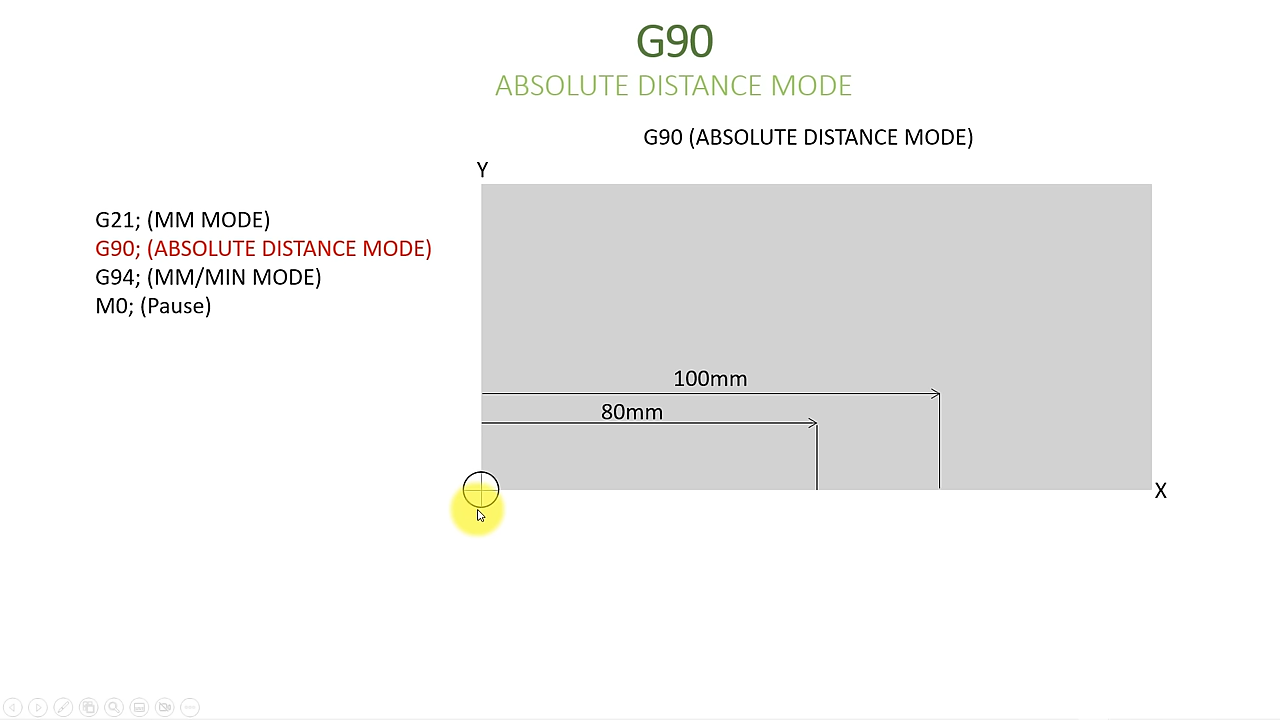 G90
ABSOLUTE DISTANCE MODE
G90 (ABSOLUTE DISTANCE MODE)
Y
G21; (MM MODE)
G90; (ABSOLUTE DISTANCE MODE)
G94; (MM/MIN MODE)
M0; (Pause)
100mm
80mm
X